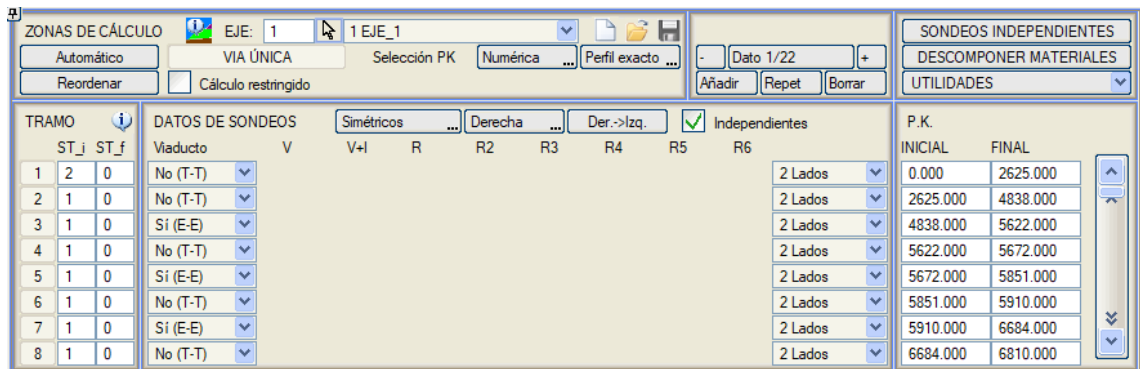 ZONAS DE CÁLCULO EJE: 1 1 EJE_1 SONDEOS INDEPENDIENTES
Automático VIA ÚNICA Selección PK Numérica ... Perfil exacto ... - Dato 1/22 + DESCOMPONER MATERIALES
Reordenar Cálculo restringido Añadir Repet Borrar UTILIDADES
TRAMO DATOS DE SONDEOS Simétricos ... Derecha ... Der.->Izq. Independientes P.K.
ST_i ST_f Viaducto V V+I R R2 R3 R4 R5 R6 INICIAL FINAL
1 2 0 No (T-T) 2 Lados 0.000 2625.000
2 1 0 No (T-T) 2 Lados 2625.000 4838.000
3 1 0 Sí (E-E) 2 Lados 4838.000 5622.000
4 1 0 No (T-T) 2 Lados 5622.000 5672.000
5 1 0 Sí (E-E) 2 Lados 5672.000 5851.000
6 1 0 No (T-T) 2 Lados 5851.000 5910.000
7 1 0 Sí (E-E) 2 Lados 5910.000 6684.000
8 1 0 No (T-T) 2 Lados 6684.000 6810.000